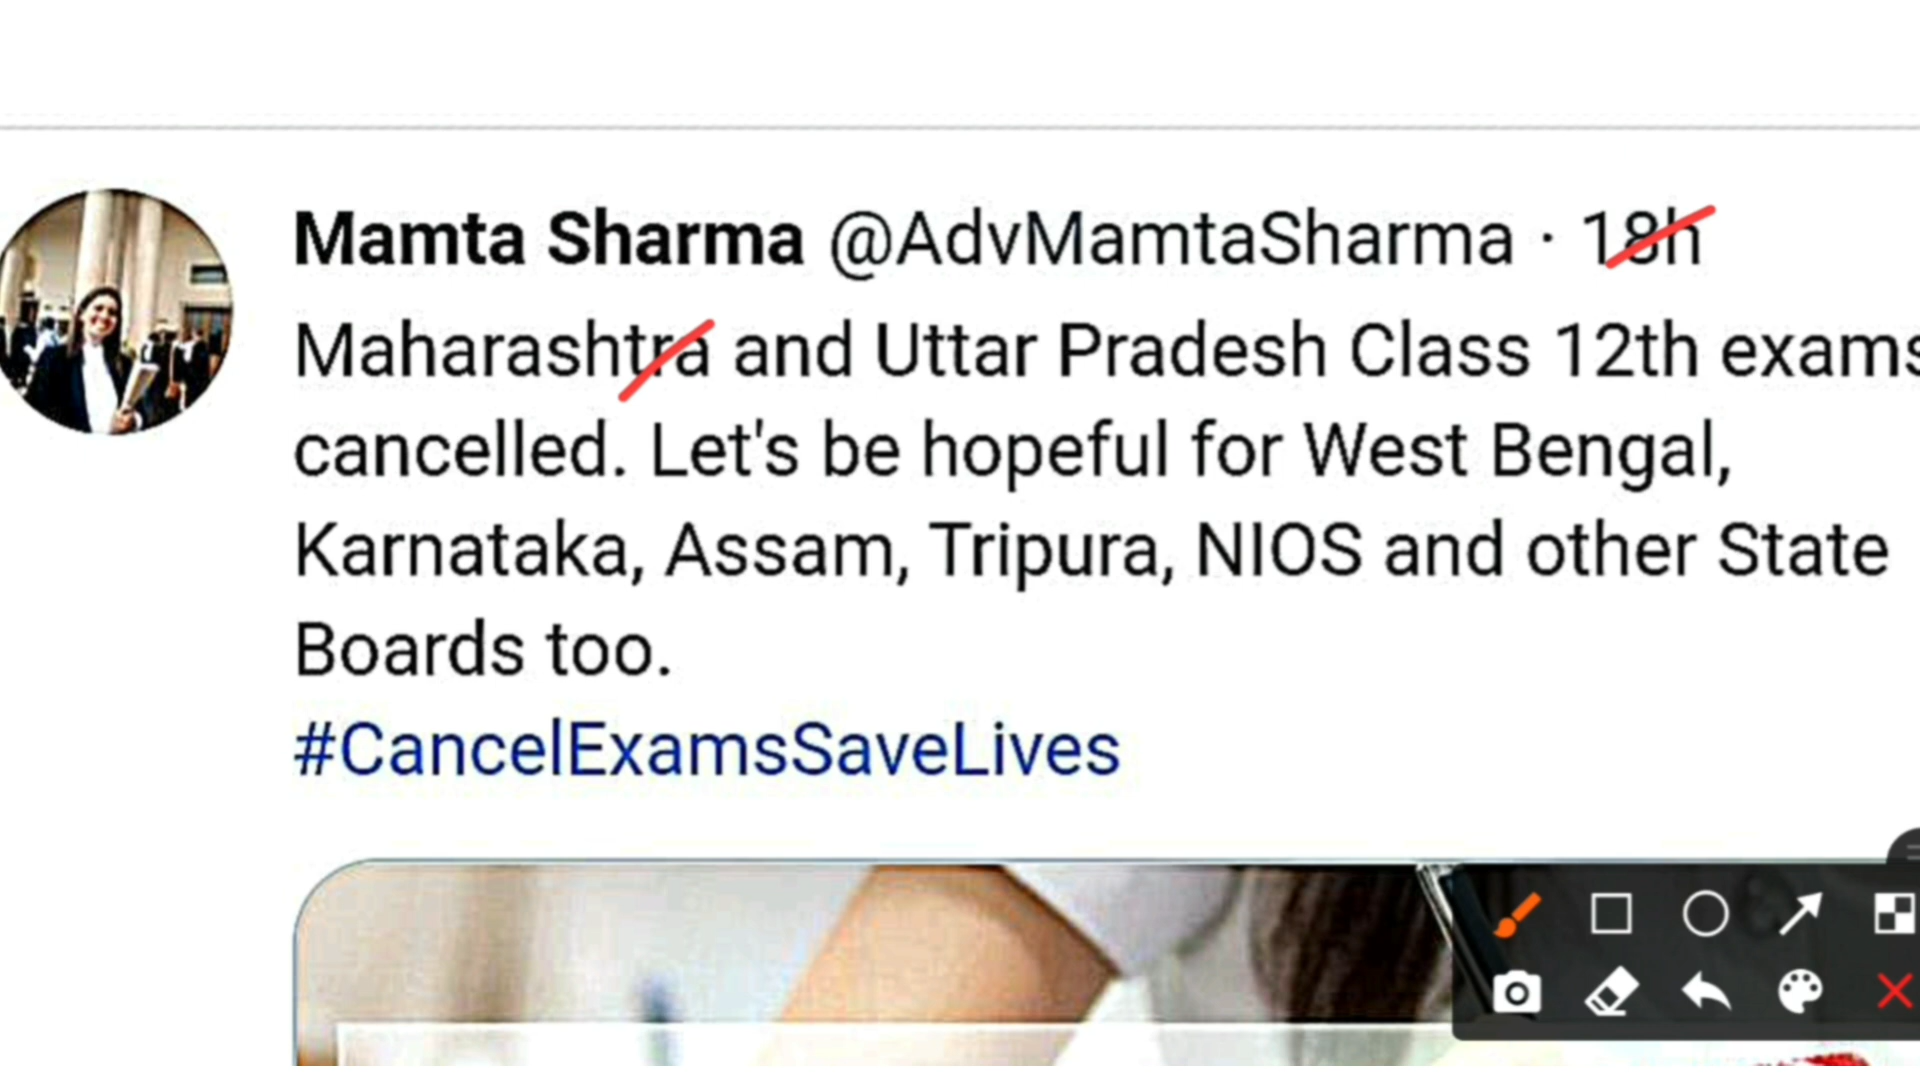 Mamta Sharma @AdvMamtaSharma · 18h
Maharashtra and Uttar Pradesh Class 12th exams
cancelled. Let's be hopeful for West Bengal,
Karnataka, Assam, Tripura, NIOS and other State
Boards too.
#CancelExamsSaveLives